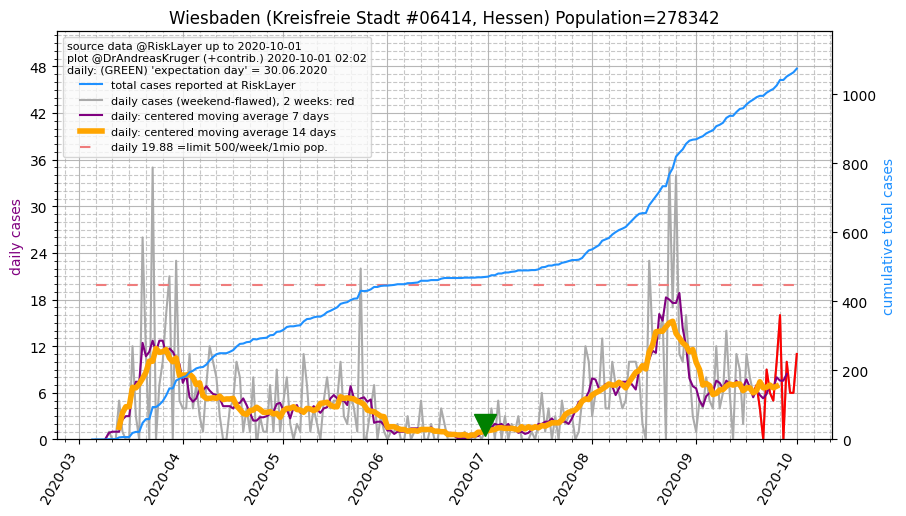 Wiesbaden (Kreisfreie Stadt #06414, Hessen) Population=278342
source data @RiskLayer up to 2020-10-01
plot @DrAndreasKruger (+contrib.) 2020-10-01 02:02
daily: (GREEN) 'expectation day' = 30.06.2020
total cases reported at RiskLayer
daily cases (weekend-flawed), 2 weeks: red
daily: centered moving average 7 days
daily: centered moving average 14 days
daily 19.88 =limit 500/week/1mio pop.
daily cases
48
42
36
30
24
18
12
6
0
cumulative total cases
1000
800
600
400
200
0
2020-03
2020-04
2020-05
2020-06
2020-07
2020-08
2020-09
2020-10